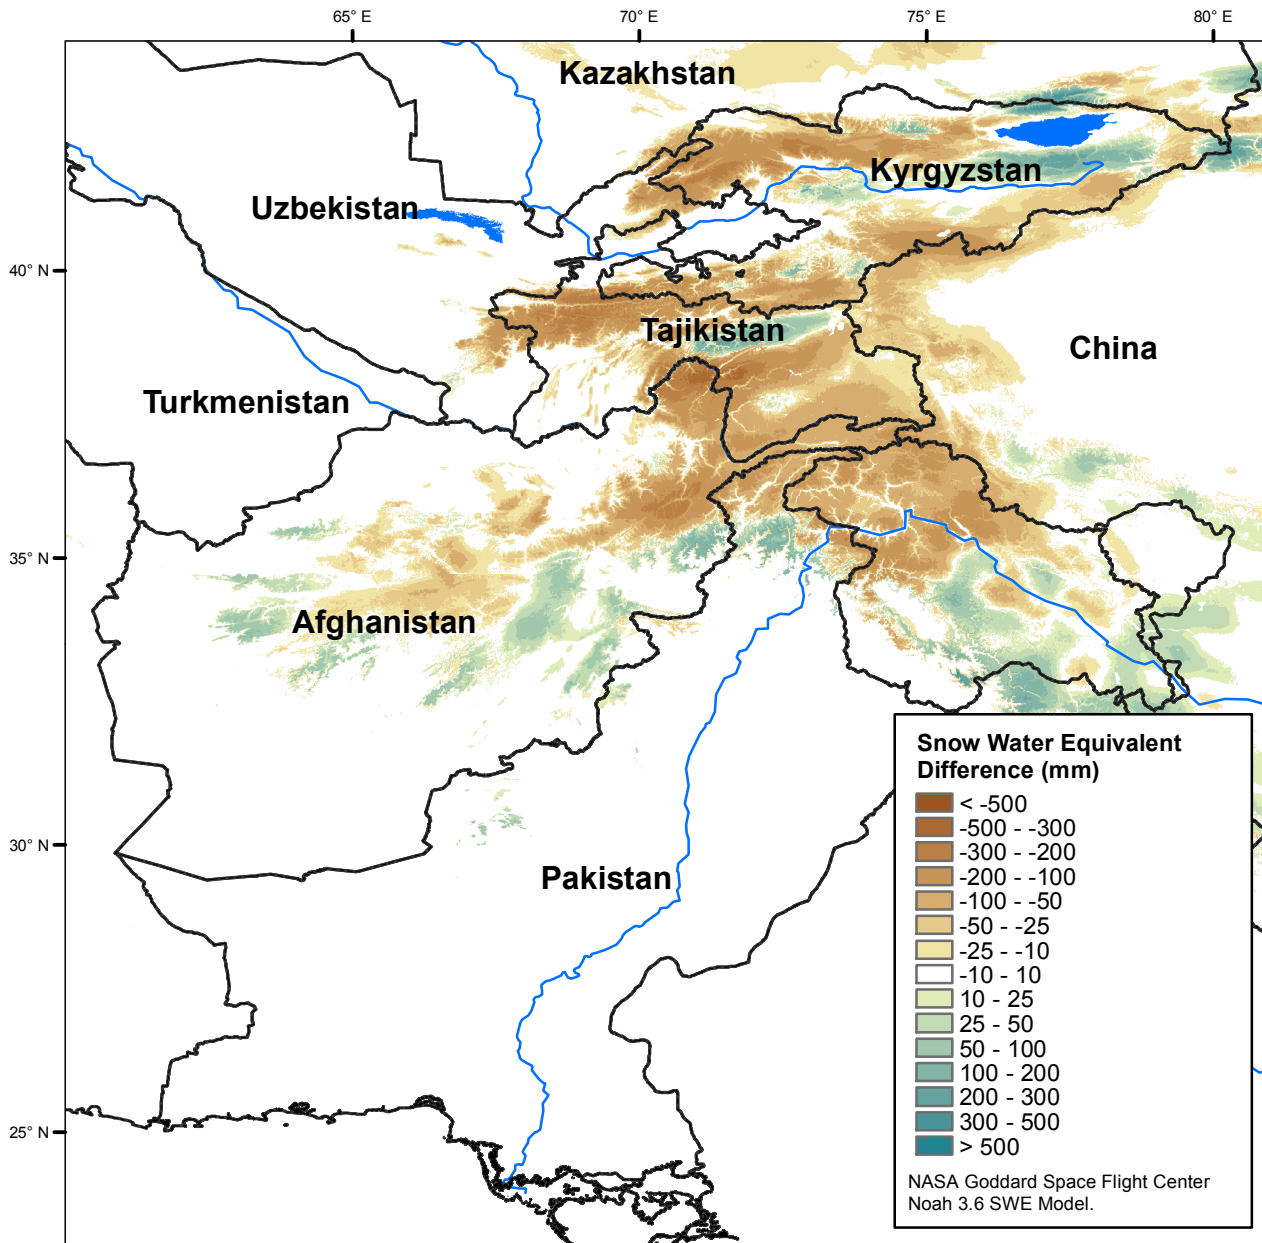 65° E
70° E
75° E
80° E
Kazakhstan
Kyrgyzstan
Uzbekistan
40° N
Tajikistan
China
Turkmenistan
35° N
Afghanistan
Snow Water Equivalent
Difference (mm)
< -500
-500 - -300
-300 - -200
-200 - -100
-100 - -50
-50 - -25
-25 - -10
-10 - 10
10 - 25
25 - 50
50 - 100
100 - 200
200 - 300
300 - 500
> 500
NASA Goddard Space Flight Center
Noah 3.6 SWE Model.
30° N
Pakistan
25° N